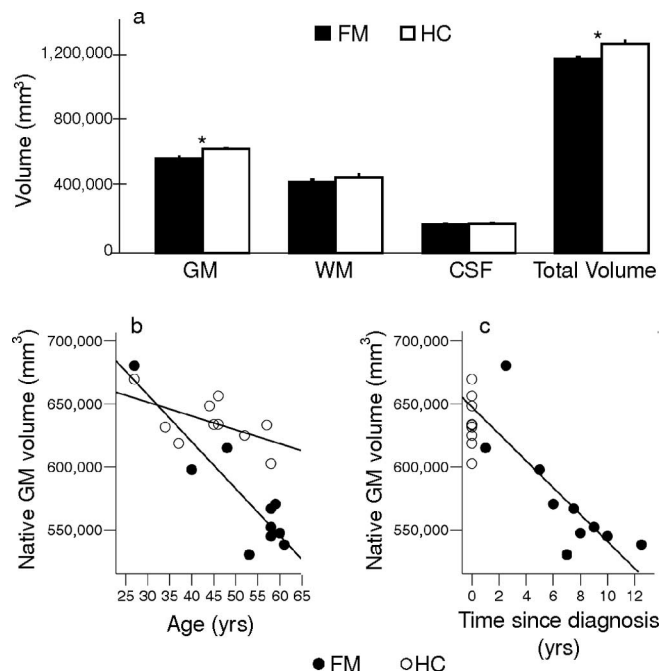 a
FM HC
Volume (mm3)
1,200,000
800,000
400,000
0
*
*
GM WM CSF Total Volume
b
Native GM volume (mm3)
700,000
650,000
600,000
550,000
25 30 35 40 45 50 55 60 65
Age (yrs)
c
Native GM volume (mm3)
700,000
650,000
600,000
550,000
0 2 4 6 8 10 12
Time since diagnosis
(yrs)
FM HC